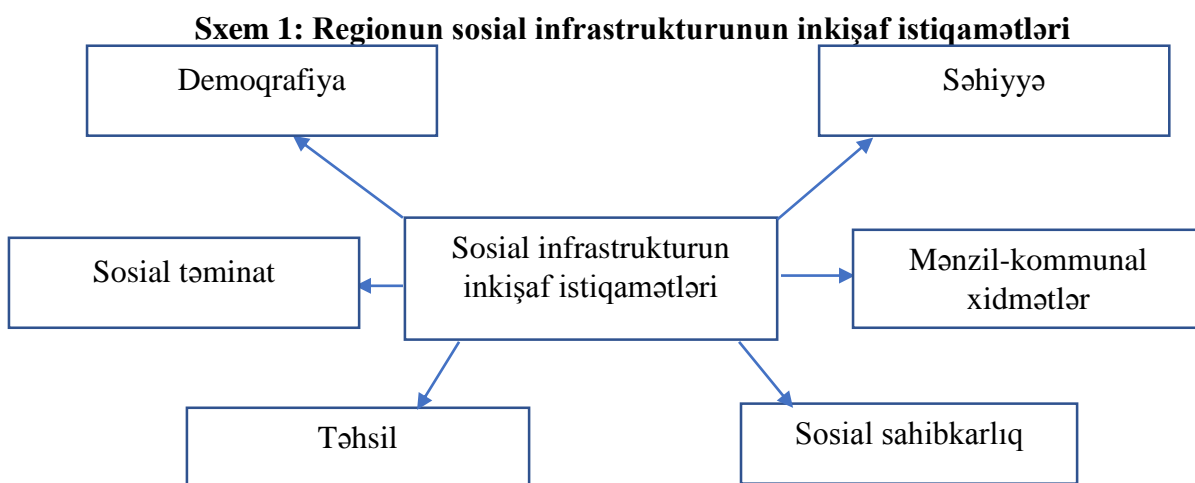 Sxem 1: Regionun sosial infrastrukturunun inkişaf istiqamətləri
Demoqrafiya
Səhiyyə
Sosial təminat
Sosial infrastrukturun
inkişaf istiqamətləri
Mənzil-kommunal
xidmətlər
Təhsil
Sosial sahibkarlıq